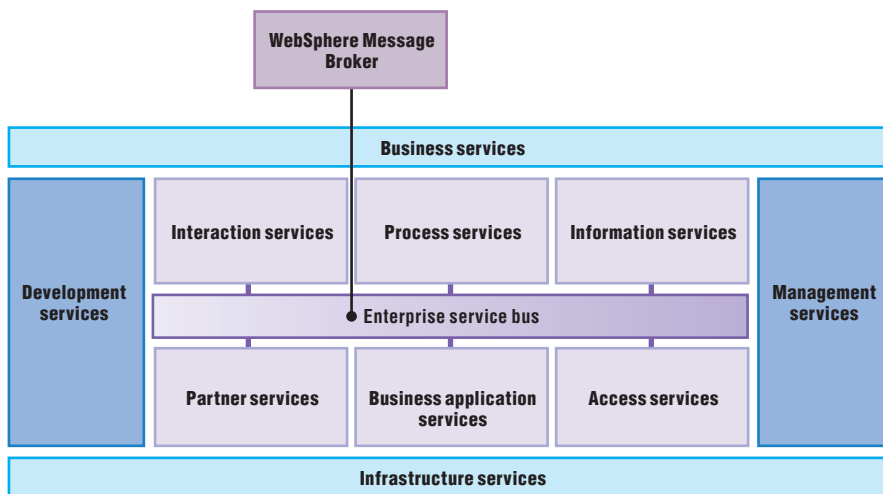 WebSphere Message
Broker
Business services
Interaction services
Process services
Information services
Development
services
Management
services
Enterprise service bus
Partner services
Business application
services
Access services
Infrastructure services